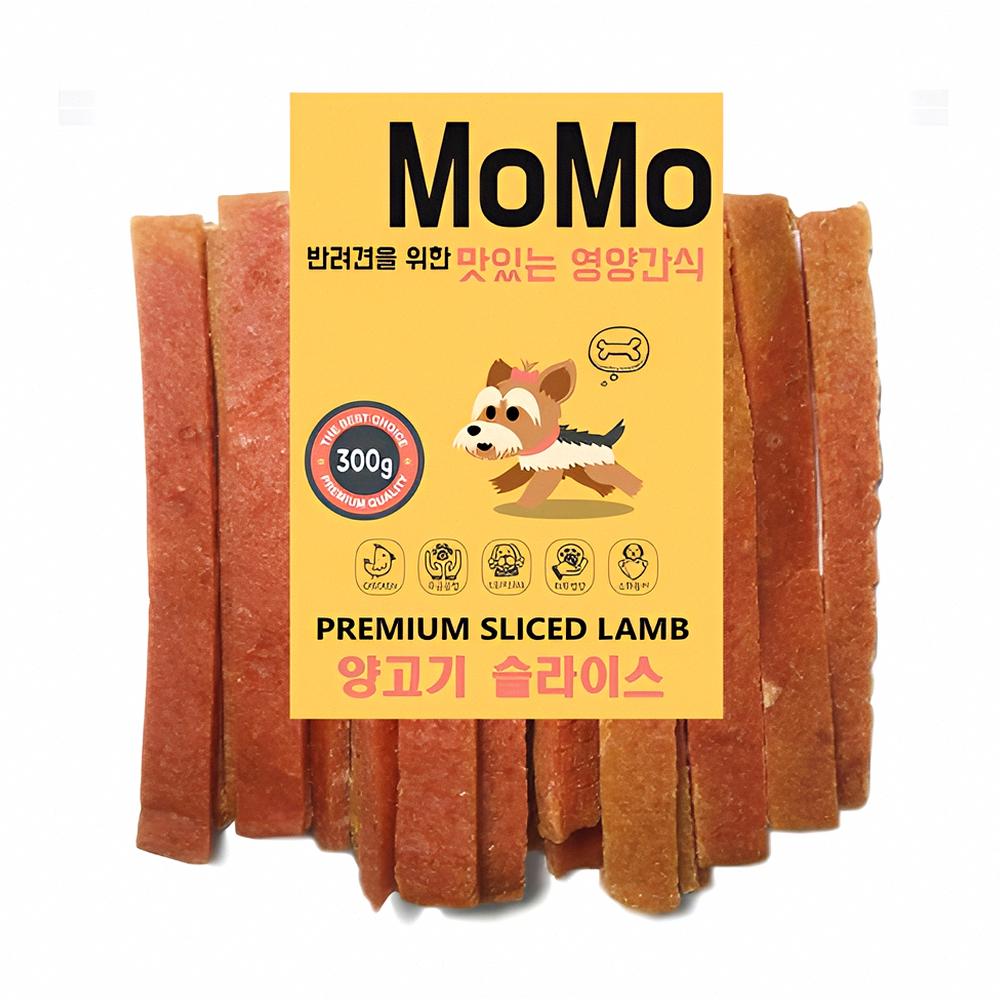 MoMo
반려견을 위한 맛있는 영양간식
THE BEST CHOICE
300g
PREMIUM QUALITY
PREMIUM SLICED LAMB
양고기 슬라이스